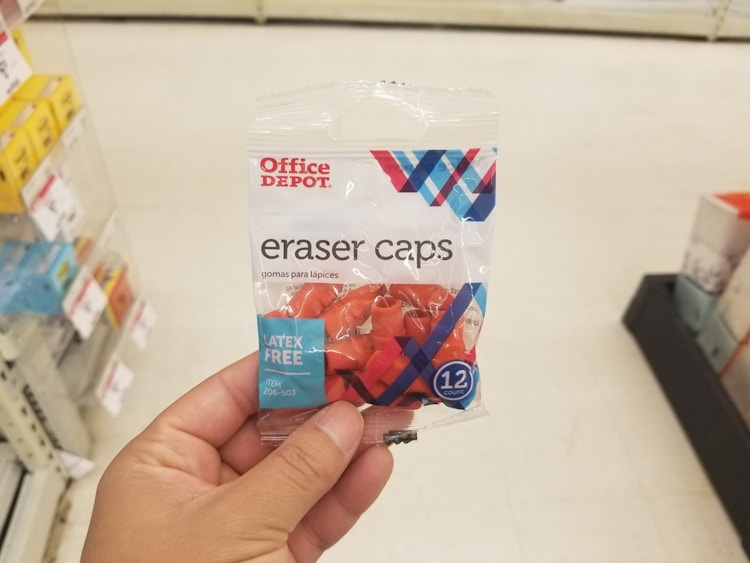 Office
DEPOT
eraser caps
gomas para lápices
LATEX
FREE
ITEM
206-503
12
COUNT